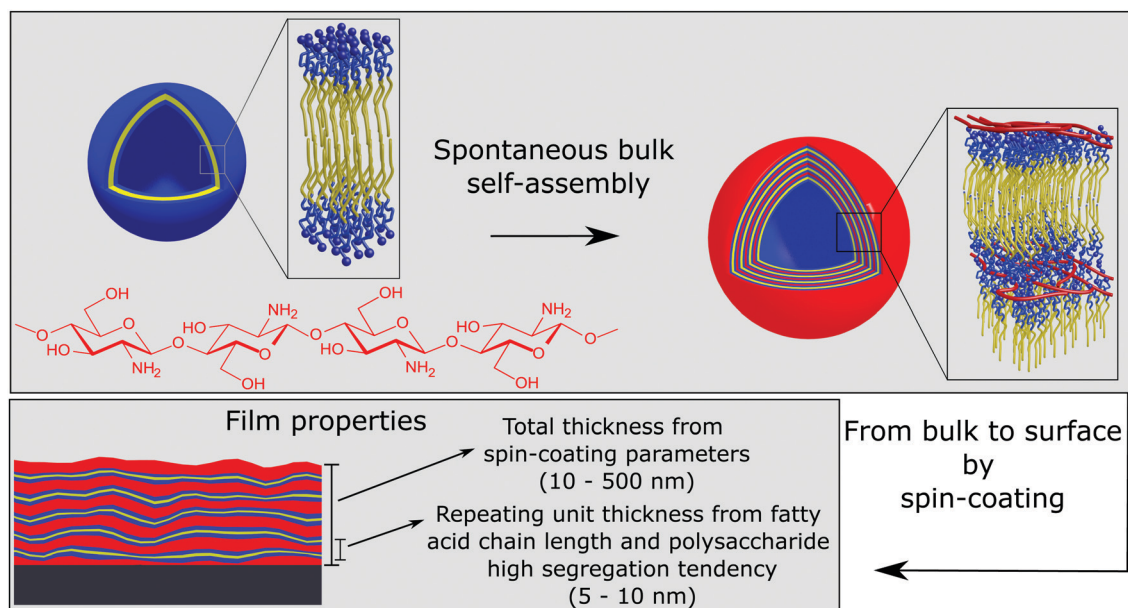 Spontaneous bulk
self-assembly
OH
HO
NH₂
O
O
HO
O
NH₂
O
OH
OH
O
HO
O
NH₂
O
HO
NH₂
O
O
OH
Film properties
Total thickness from
spin-coating parameters
(10 - 500 nm)
Repeating unit thickness from fatty
acid chain length and polysaccharide
high segregation tendency
(5 - 10 nm)
From bulk to surface
by
spin-coating